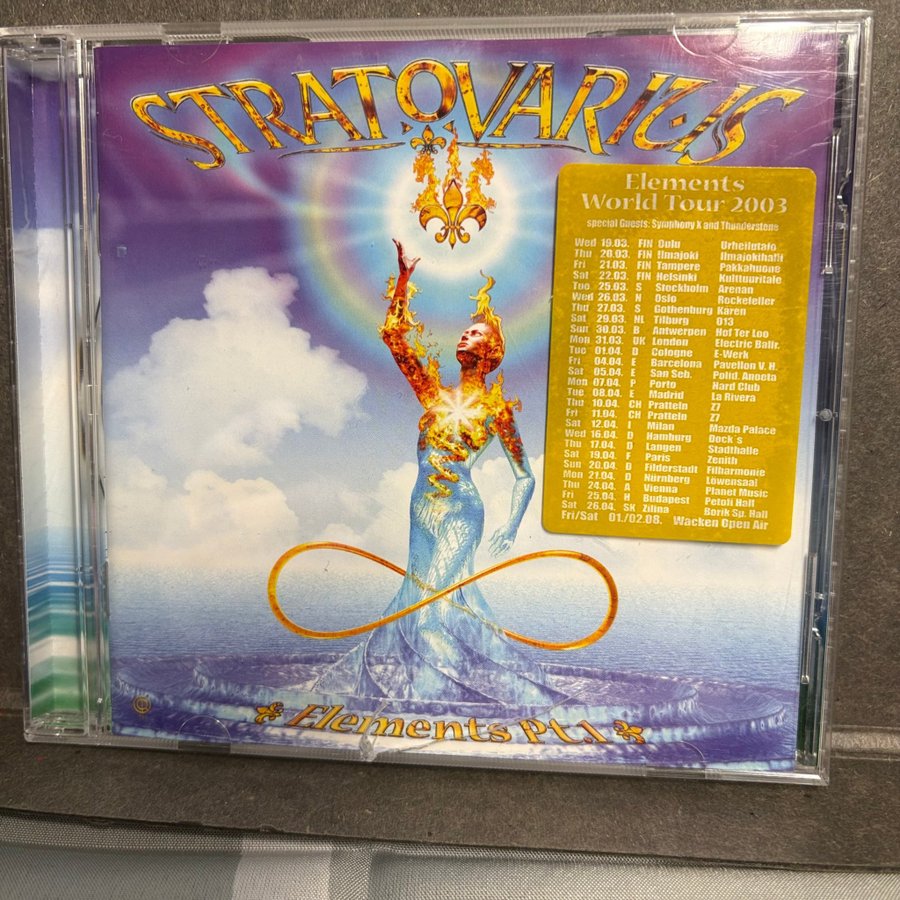 STRATOVARIUS
Elements
World Tour 2003
special Guests: Symphony X and Thunderstone
Wed 19.03. FIN Oulu Urheilutalo
Thu 20.03. FIN Ilmajoki Ilmajokihalli
Fri 21.03. FIN Tampere Pakkahuone
Sat 22.03. FIN Helsinki Kulttuuritalo
Tue 25.03. S Stockholm Arenan
Wed 26.03. N Oslo Rockefeller
Thu 27.03. S Gothenburg Karen
Sat 29.03. NL Tilburg 013
Sun 30.03. B Antwerpen Hof Ter Loo
Mon 31.03. UK London Electric Ballr.
Tue 01.04. D Cologne E-Werk
Fri 04.04. E Barcelona Pavellon V. H.
Sat 05.04. E San Seb. Polid. Anoeta
Mon 07.04. P Porto Hard Club
Tue 08.04. E Madrid La Rivera
Thu 10.04. CH Pratteln Z7
Fri 11.04. CH Pratteln Z7
Sat 12.04. I Milan Mazda Palace
Wed 16.04. D Hamburg Dock´s
Thu 17.04. D Langen Stadthalle
Sat 19.04. F Paris Zenith
Sun 20.04. D Filderstadt Filharmonie
Mon 21.04. D Nürnberg Löwensaal
Thu 24.04. A Vienna Planet Music
Fri 25.04. H Budapest Petofi Hall
Sat 26.04. SK Zilina Borik Sp. Hall
Fri/Sat 01./02.08. Wacken Open Air
Elements Pt.1